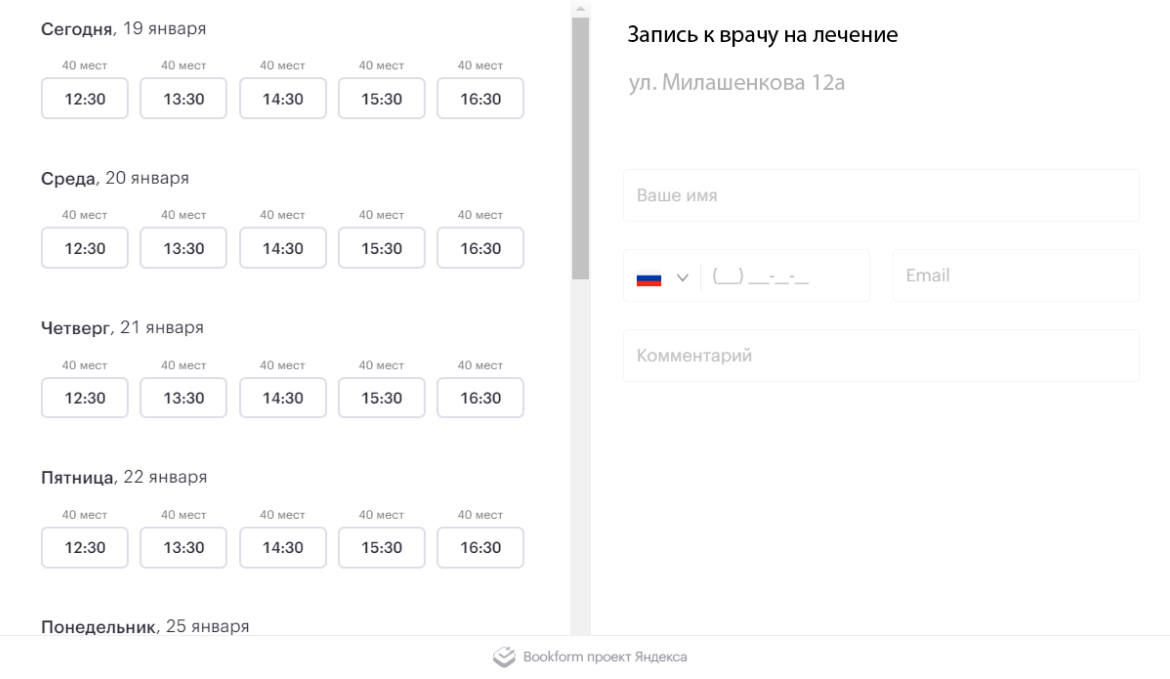 Сегодня, 19 января
40 мест 40 мест 40 мест 40 мест 40 мест
12:30 13:30 14:30 15:30 16:30
Среда, 20 января
40 мест 40 мест 40 мест 40 мест 40 мест
12:30 13:30 14:30 15:30 16:30
Четверг, 21 января
40 мест 40 мест 40 мест 40 мест 40 мест
12:30 13:30 14:30 15:30 16:30
Пятница, 22 января
40 мест 40 мест 40 мест 40 мест 40 мест
12:30 13:30 14:30 15:30 16:30
Понедельник, 25 января
Запись к врачу на лечение
ул. Милашенкова 12а
Ваше имя
(___) ___-__-__ Email
Комментарий
Bookform проект Яндекса